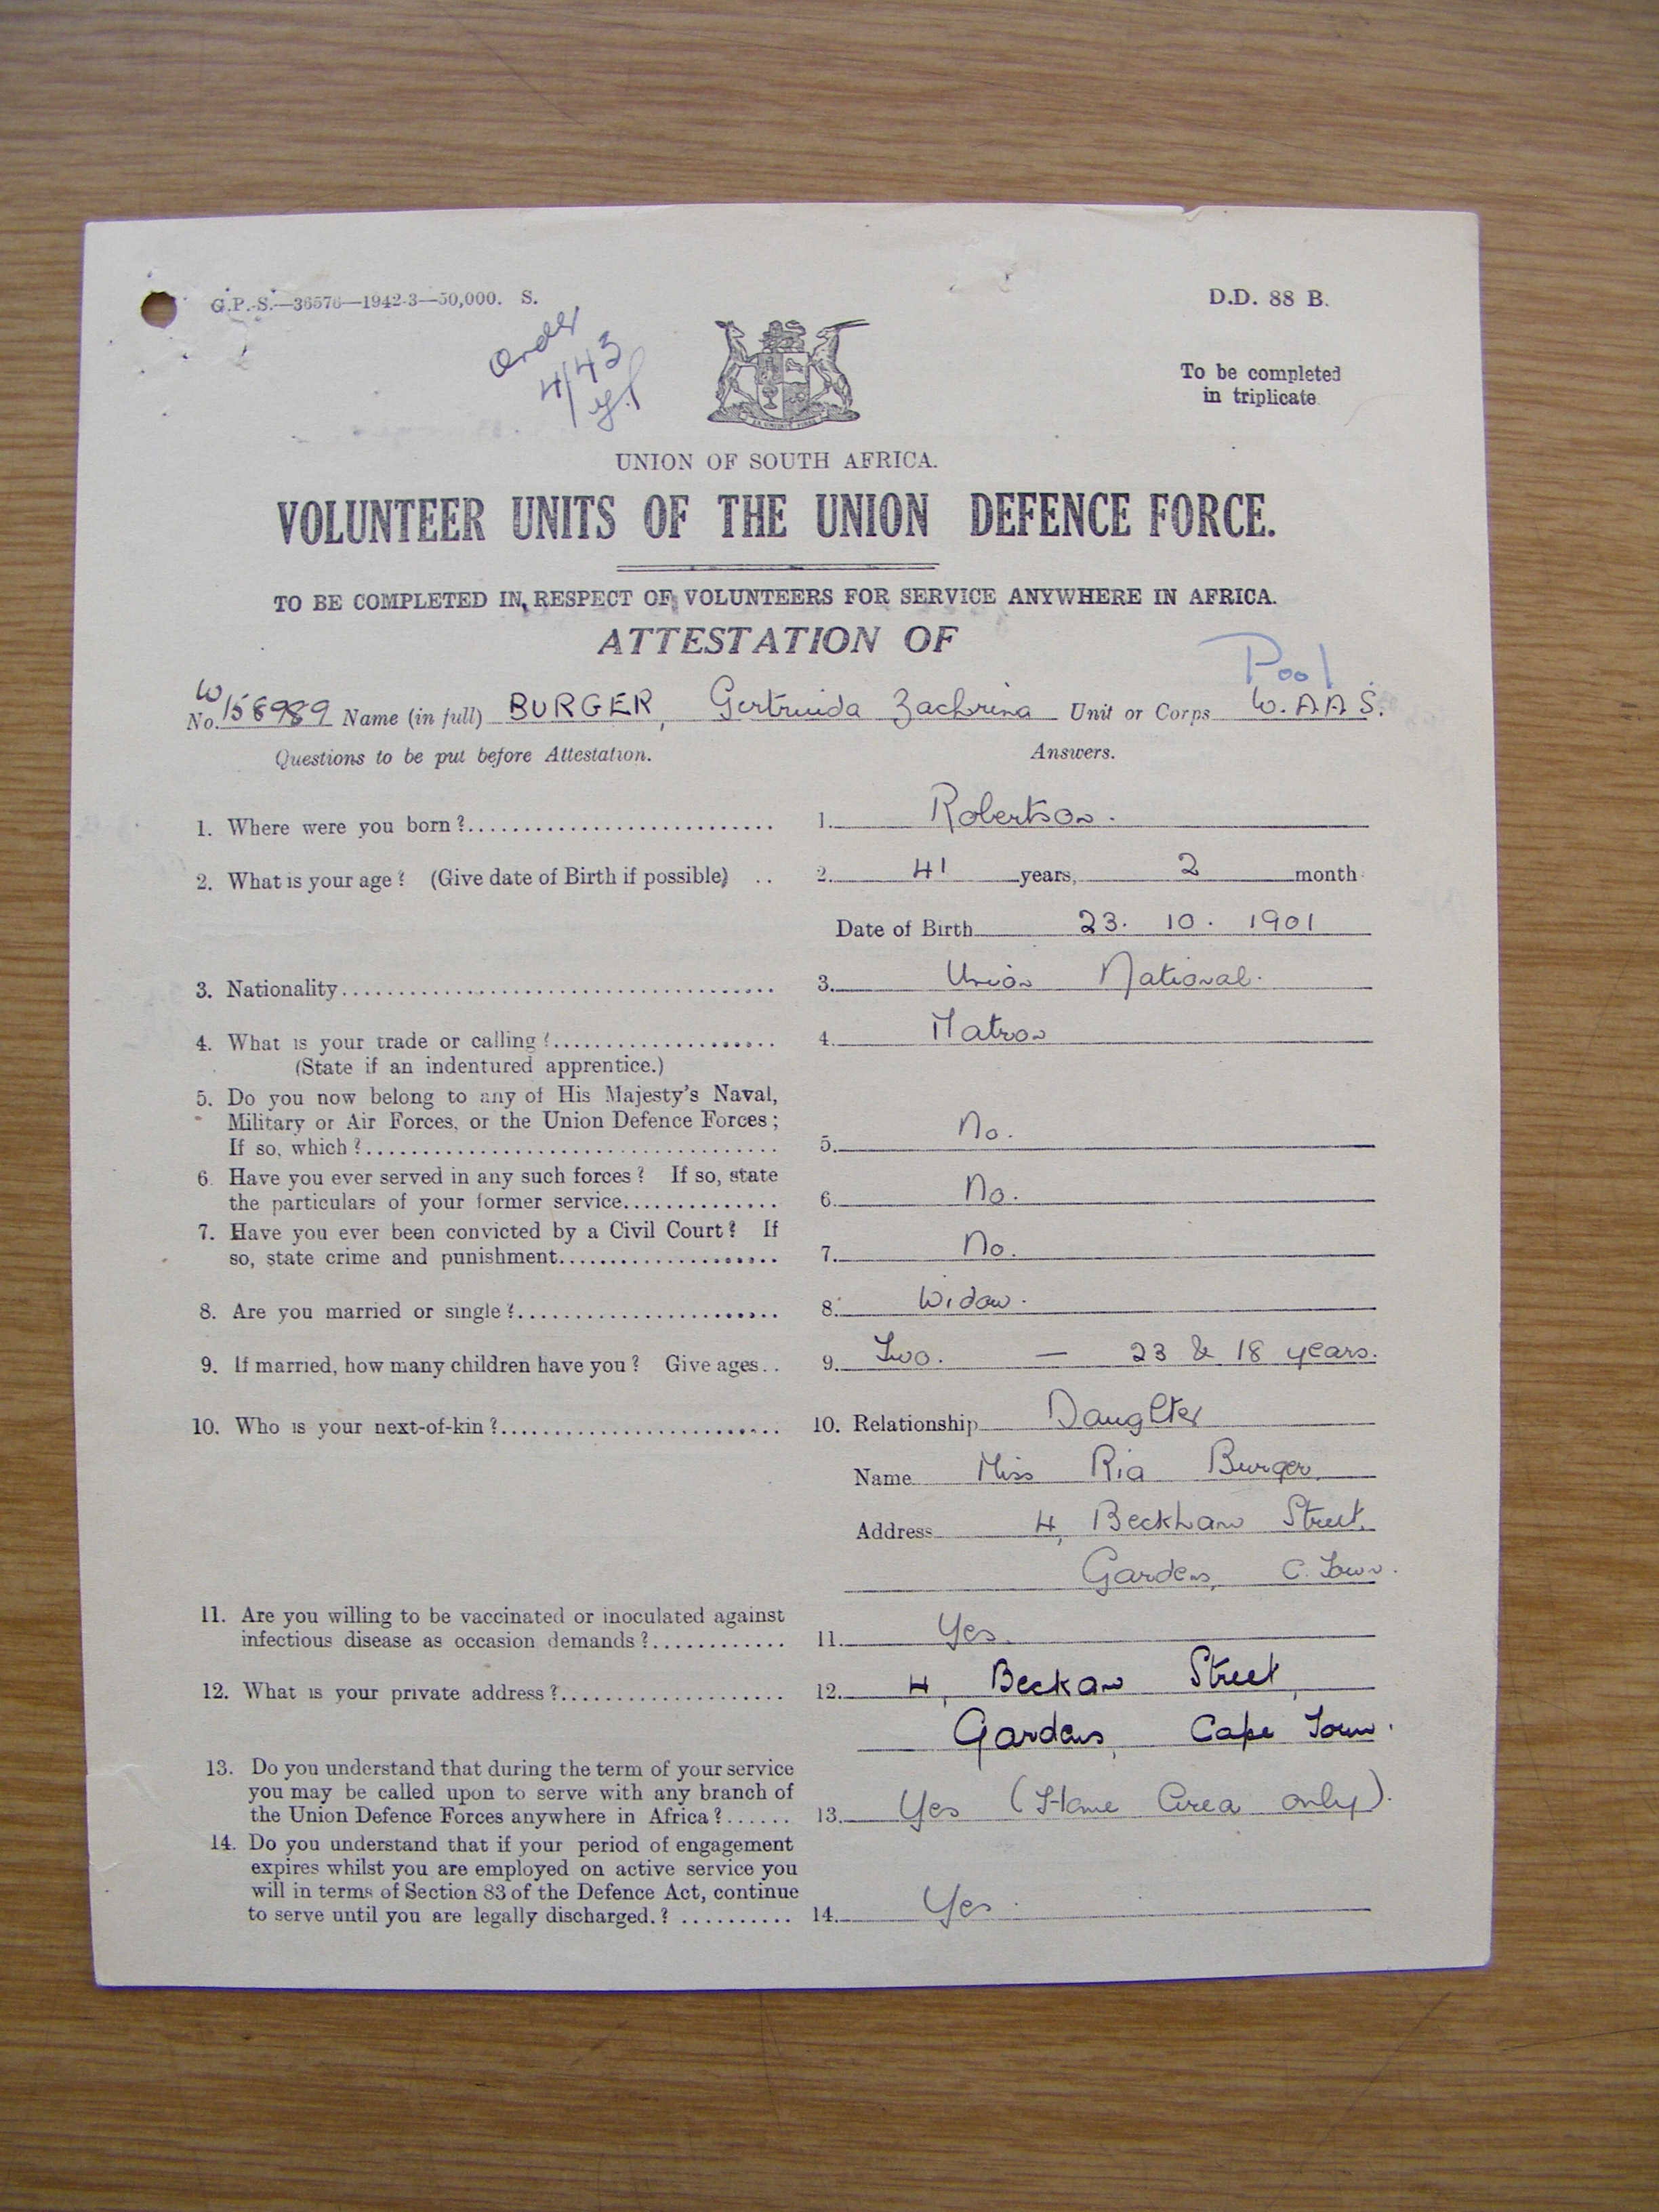 G.P.-S.—36576—1942-3—50,000. S.
D.D. 88 B.
Order
4/43
To be completed
in triplicate
UNION OF SOUTH AFRICA.
VOLUNTEER UNITS OF THE UNION DEFENCE FORCE.
TO BE COMPLETED IN RESPECT OF VOLUNTEERS FOR SERVICE ANYWHERE IN AFRICA.
ATTESTATION OF
Pool
W
No. 158989 Name (in full) BURGER, Gertruida Zachrina Unit or Corps W.A.A.S.
Questions to be put before Attestation. Answers.
1. Where were you born? 1. Robertson.
2. What is your age? (Give date of Birth if possible) .. 2. 41 years, 2 month
Date of Birth 23. 10. 1901
3. Nationality 3. Union National.
4. What is your trade or calling? 4. Matron
(State if an indentured apprentice.)
5. Do you now belong to any of His Majesty's Naval,
Military or Air Forces, or the Union Defence Forces;
If so, which? 5. No.
6. Have you ever served in any such forces? If so, state
the particulars of your former service 6. No.
7. Have you ever been convicted by a Civil Court? If
so, state crime and punishment 7. No.
8. Are you married or single? 8. Widow.
9. If married, how many children have you? Give ages.. 9. Two. — 23 & 18 years.
10. Who is your next-of-kin? 10. Relationship Daughter
Name Miss Ria Burger.
Address 4, Beckham Street,
Gardens, C. Town.
11. Are you willing to be vaccinated or inoculated against
infectious disease as occasion demands? 11. Yes.
12. What is your private address? 12. 4, Beckam Street,
Gardens, Cape Town.
13. Do you understand that during the term of your service
you may be called upon to serve with any branch of
the Union Defence Forces anywhere in Africa? 13. Yes (Home Area only).
14. Do you understand that if your period of engagement
expires whilst you are employed on active service you
will in terms of Section 83 of the Defence Act, continue
to serve until you are legally discharged.? 14. Yes.